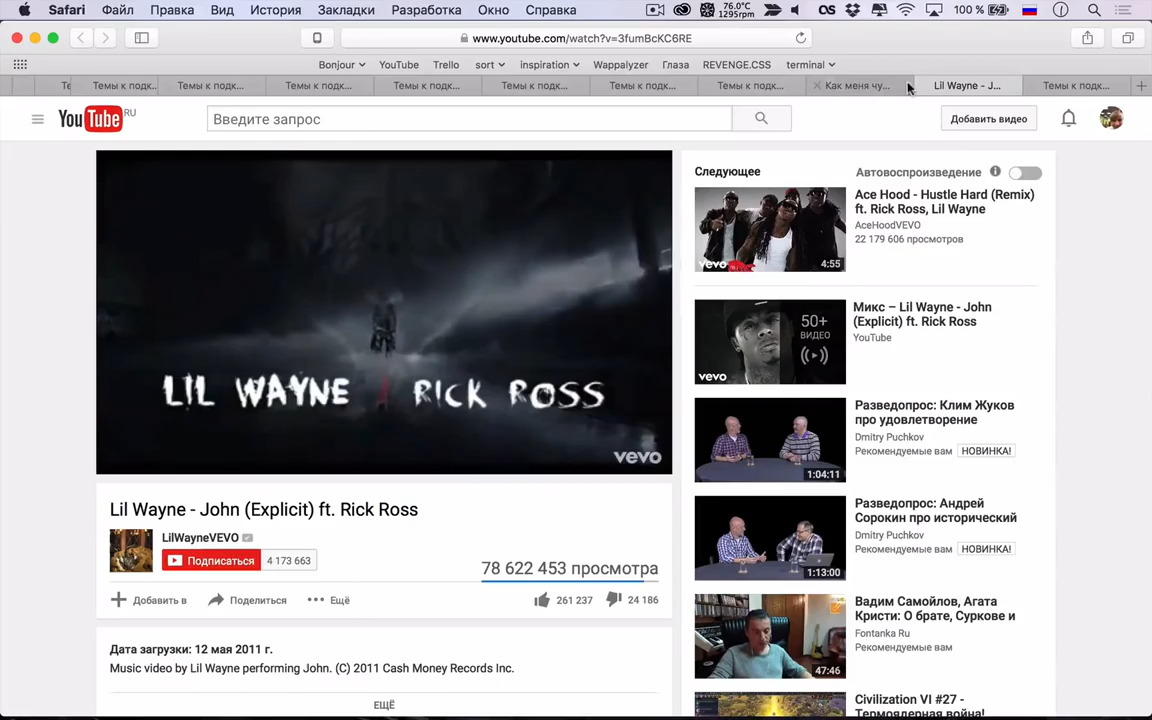 Safari Файл Правка Вид История Закладки Разработка Окно Справка
76.0°C
1295rpm
100 %
www.youtube.com/watch?v=3fumBcKC6RE
Bonjour YouTube Trello sort inspiration Wappalyzer Глаза REVENGE.CSS terminal
Те Темы к подк... Темы к подк... Темы к подк... Темы к подк... Темы к подк... Темы к подк... Темы к подк... Как меня чу... Lil Wayne - J... Темы к подк...
YouTube RU
Введите запрос
Добавить видео
LIL WAYNE RICK ROSS
vevo
Lil Wayne - John (Explicit) ft. Rick Ross
LilWayneVEVO
Подписаться 4 173 663
78 622 453 просмотра
Добавить в Поделиться Ещё
261 237 24 186
Дата загрузки: 12 мая 2011 г.
Music video by Lil Wayne performing John. (C) 2011 Cash Money Records Inc.
ЕЩЁ
Следующее Автовоспроизведение
vevo
4:55
Ace Hood - Hustle Hard (Remix)
ft. Rick Ross, Lil Wayne
AceHoodVEVO
22 179 606 просмотров
50+
ВИДЕО
vevo
Микс – Lil Wayne - John
(Explicit) ft. Rick Ross
YouTube
1:04:11
Разведопрос: Клим Жуков
про удовлетворение
Dmitry Puchkov
Рекомендуемые вам НОВИНКА!
1:13:00
Разведопрос: Андрей
Сорокин про исторический
Dmitry Puchkov
Рекомендуемые вам НОВИНКА!
47:46
Вадим Самойлов, Агата
Кристи: О брате, Суркове и
Fontanka Ru
Рекомендуемые вам
Civilization VI #27 -
Термоядерная война!